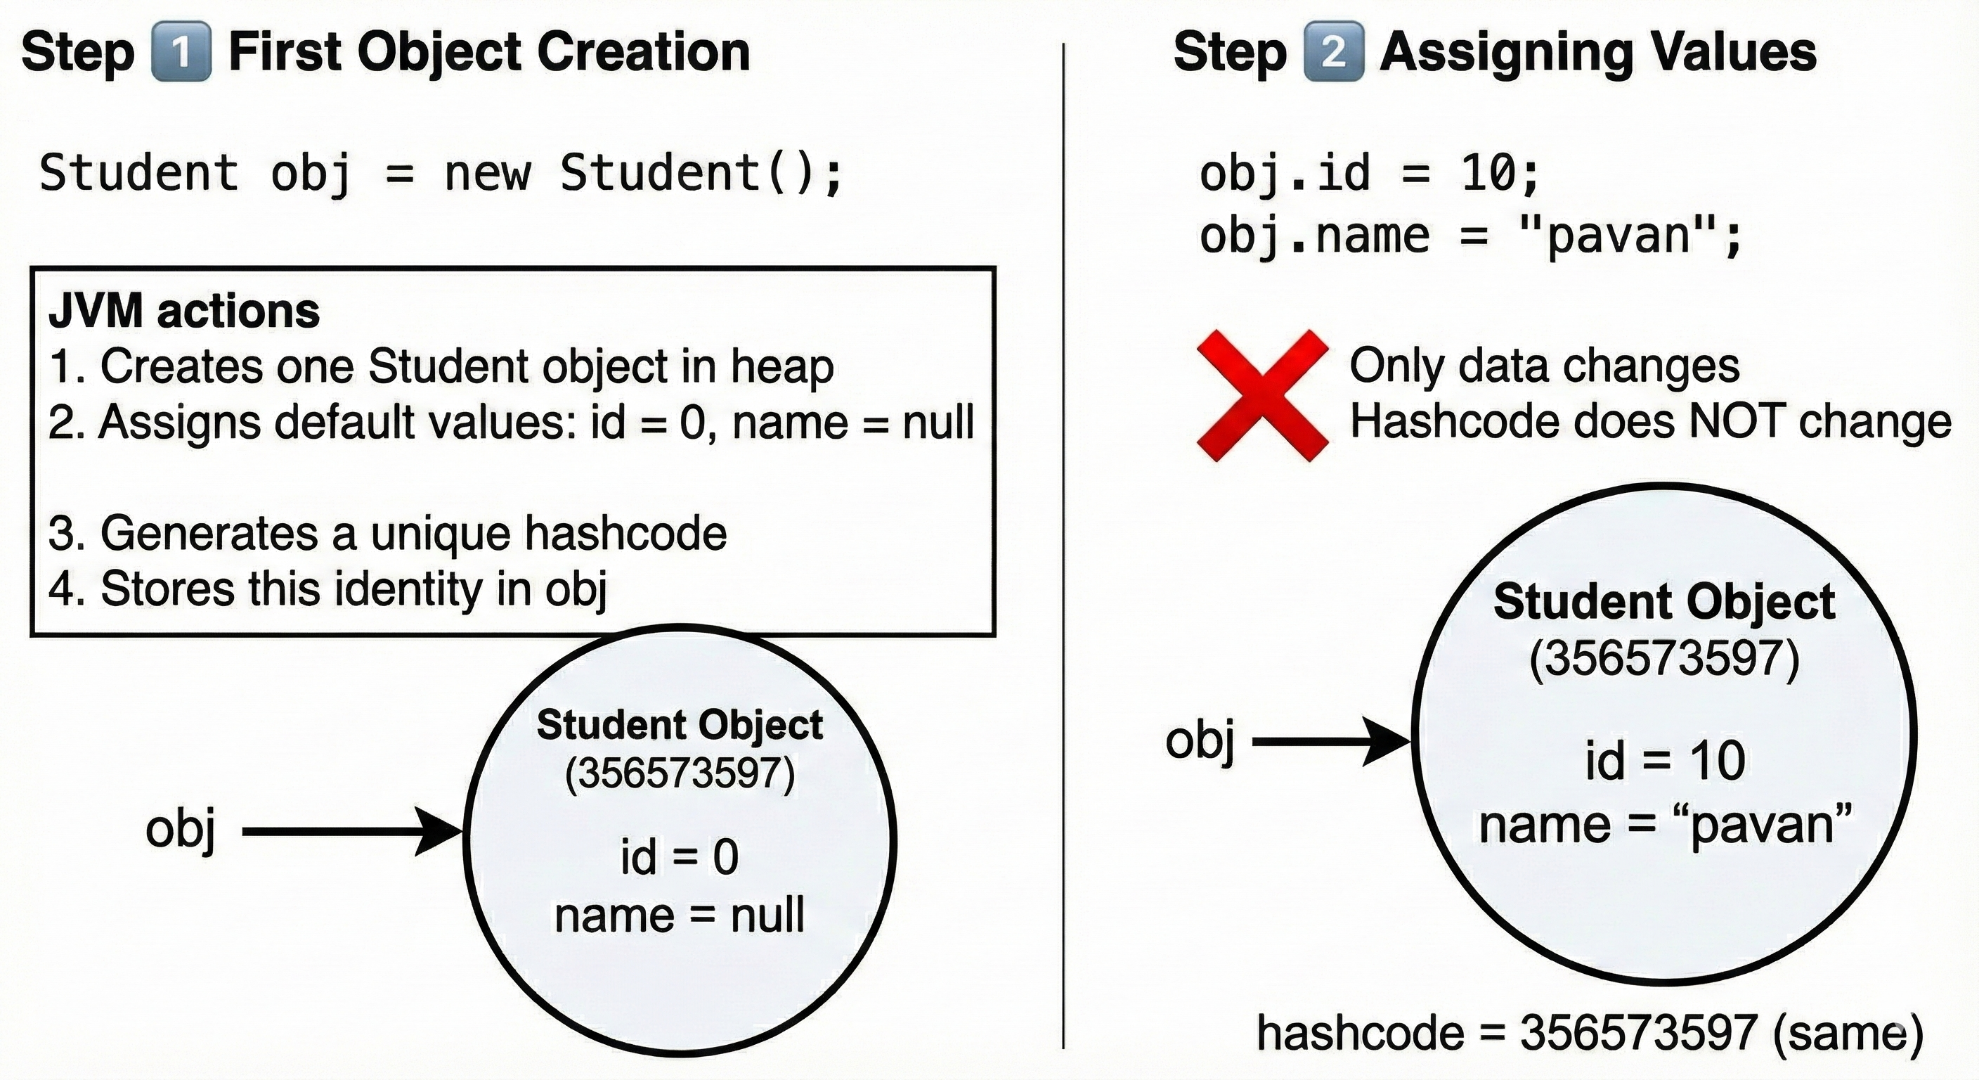 Step 1 First Object Creation
Student obj = new Student();
JVM actions
1. Creates one Student object in heap
2. Assigns default values: id = 0, name = null
3. Generates a unique hashcode
4. Stores this identity in obj
obj
Student Object
(356573597)
id = 0
name = null
Step 2 Assigning Values
obj.id = 10;
obj.name = "pavan";
Only data changes
Hashcode does NOT change
obj
Student Object
(356573597)
id = 10
name = “pavan”
hashcode = 356573597 (same)